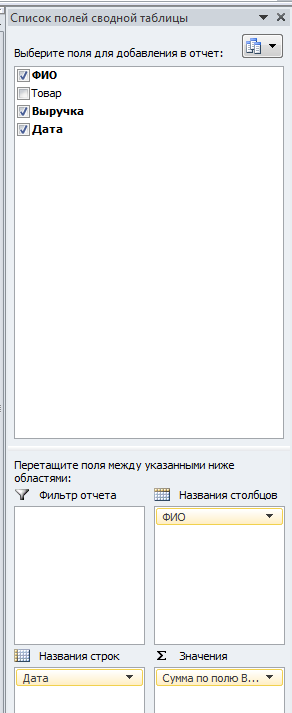 Список полей сводной таблицы
Выберите поля для добавления в отчет:
ФИО
Товар
Выручка
Дата
Перетащите поля между указанными ниже
областями:
Фильтр отчета
Названия столбцов
ФИО
Названия строк
Σ Значения
Дата
Сумма по полю В...